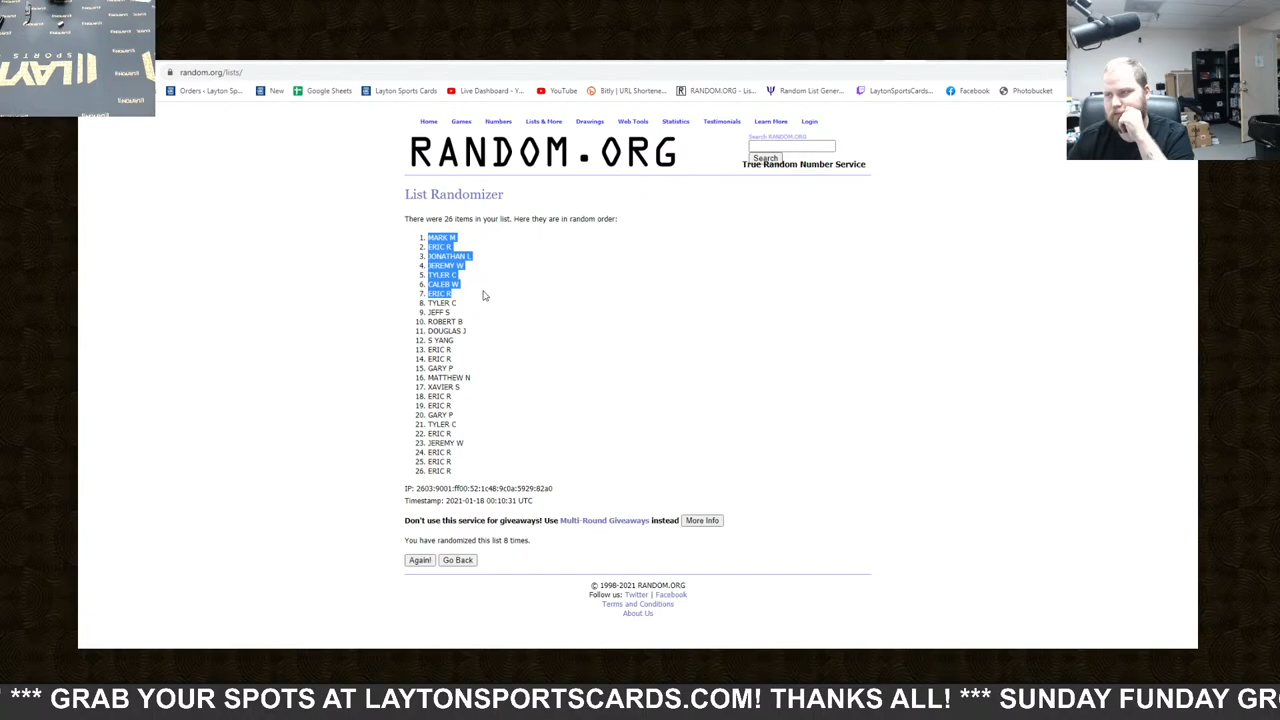 LAYT
SPORTS
random.org/lists/
Orders ‹ Layton Sp...
New
Google Sheets
Layton Sports Cards
Live Dashboard - Y...
YouTube
Bitly | URL Shortene...
RANDOM.ORG - Lis...
Random List Gener...
LaytonSportsCards...
Facebook
Photobucket
Home Games Numbers Lists & More Drawings Web Tools Statistics Testimonials Learn More Login
Search RANDOM.ORG
RANDOM.ORG
Search
True Random Number Service
List Randomizer
There were 26 items in your list. Here they are in random order:
1. MARK M
2. ERIC R
3. JONATHAN L
4. JEREMY W
5. TYLER C
6. CALEB W
7. ERIC R
8. TYLER C
9. JEFF S
10. ROBERT B
11. DOUGLAS J
12. S YANG
13. ERIC R
14. ERIC R
15. GARY P
16. MATTHEW N
17. XAVIER S
18. ERIC R
19. ERIC R
20. GARY P
21. TYLER C
22. ERIC R
23. JEREMY W
24. ERIC R
25. ERIC R
26. ERIC R
IP: 2603:9001:ff00:52:1c48:9c0a:5929:82a0
Timestamp: 2021-01-18 00:10:31 UTC
Don't use this service for giveaways! Use Multi-Round Giveaways instead More Info
You have randomized this list 8 times.
Again! Go Back
© 1998-2021 RANDOM.ORG
Follow us: Twitter | Facebook
Terms and Conditions
About Us
*** GRAB YOUR SPOTS AT LAYTONSPORTSCARDS.COM! THANKS ALL! *** SUNDAY FUNDAY GR